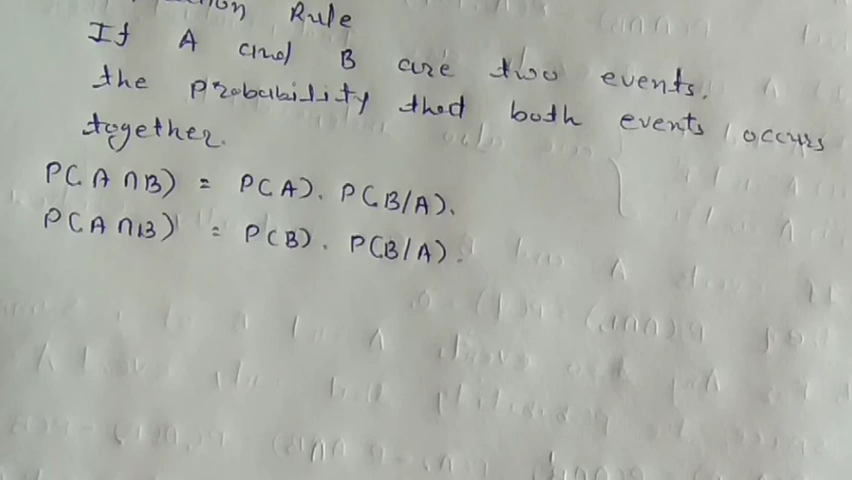 Rule
If A and B are two events.
the probability that both events occurs
together.
P(A ∩ B) = P(A). P(B/A).
P(A ∩ B) = P(B). P(B/A).